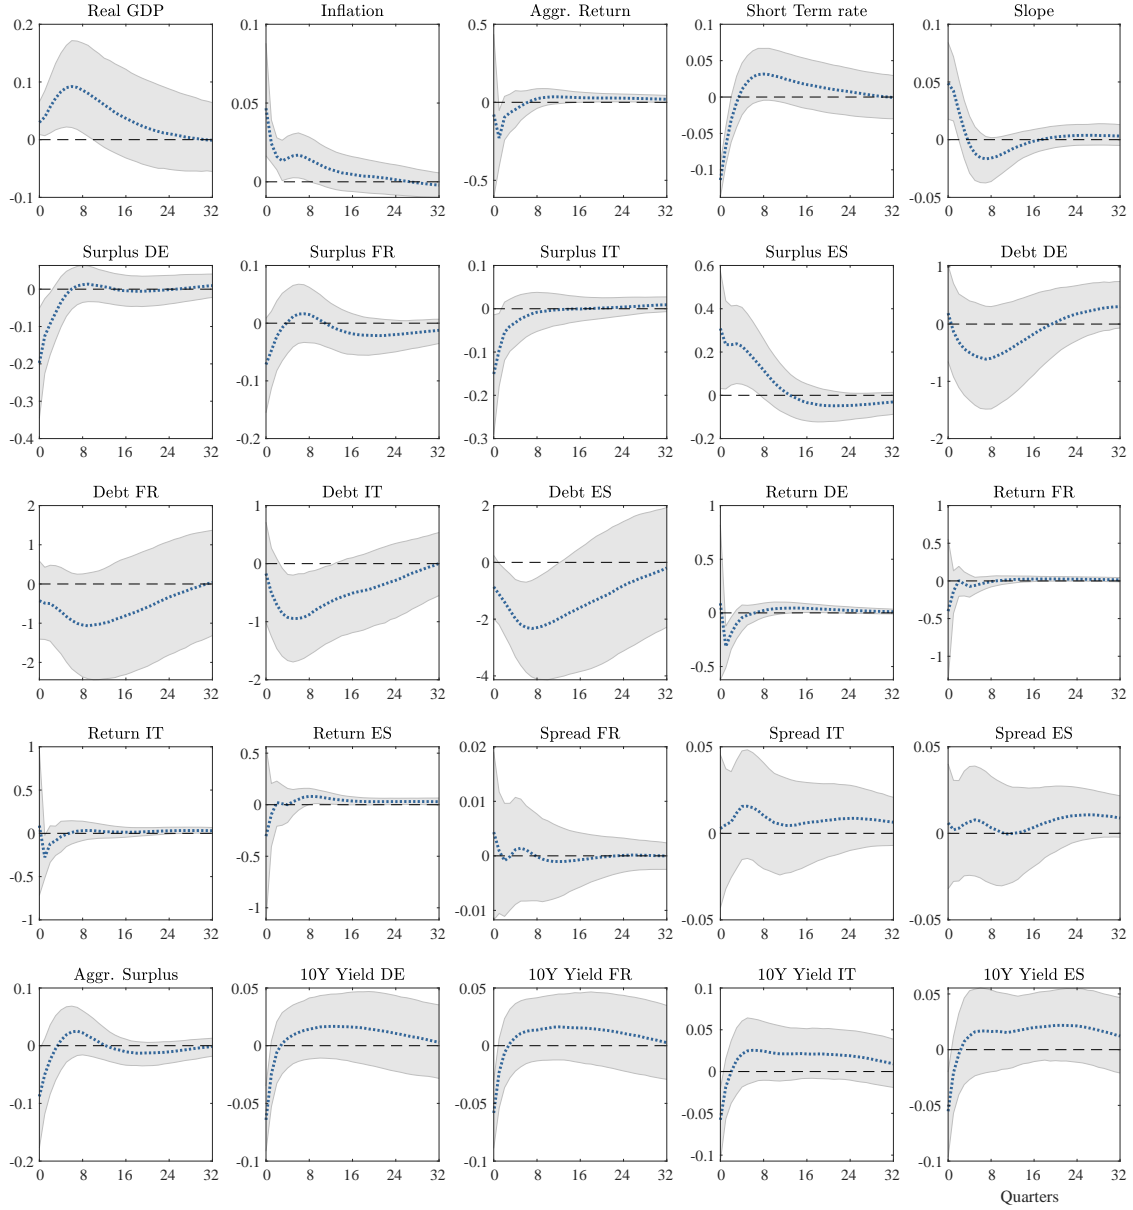 Real GDP Inflation Aggr. Return Short Term rate Slope
0.2 0.1 0.5 0.1 0.1
0.05 0.05
0.1 0.05 0 0
0 -0.05 0
0 -0.1
-0.1 -0.5 -0.05
0 8 16 24 32 0 8 16 24 32 0 8 16 24 32 0 8 16 24 32 0 8 16 24 32
Surplus DE Surplus FR Surplus IT Surplus ES Debt DE
0.1 0.1 0.6 1
0 0 0.4
-0.1 0 -0.1 0.2 0
-0.2 -0.1 -1
-0.3 -0.2 0
-0.4 -0.2 -0.3 -0.2 -2
0 8 16 24 32 0 8 16 24 32 0 8 16 24 32 0 8 16 24 32 0 8 16 24 32
Debt FR Debt IT Debt ES Return DE Return FR
2 1 2 1 1
1 0 0 0.5 0.5
0 0
-1 -1 -2 0 -0.5
-2 -0.5 -1
-2 -4
0 8 16 24 32 0 8 16 24 32 0 8 16 24 32 0 8 16 24 32 0 8 16 24 32
Return IT Return ES Spread FR Spread IT Spread ES
1 0.5 0.02 0.05 0.05
0.5 0 0.01
0 0 0 0
-0.5 -0.5
-1 -1 -0.01 -0.05 -0.05
0 8 16 24 32 0 8 16 24 32 0 8 16 24 32 0 8 16 24 32 0 8 16 24 32
Aggr. Surplus 10Y Yield DE 10Y Yield FR 10Y Yield IT 10Y Yield ES
0.1 0.05 0.05 0.1 0.05
0.05
0 0 0 0 0
-0.1 -0.05 -0.05 -0.05 -0.05
-0.2 -0.1 -0.1 -0.1 -0.1
0 8 16 24 32 0 8 16 24 32 0 8 16 24 32 0 8 16 24 32 0 8 16 24 32
Quarters